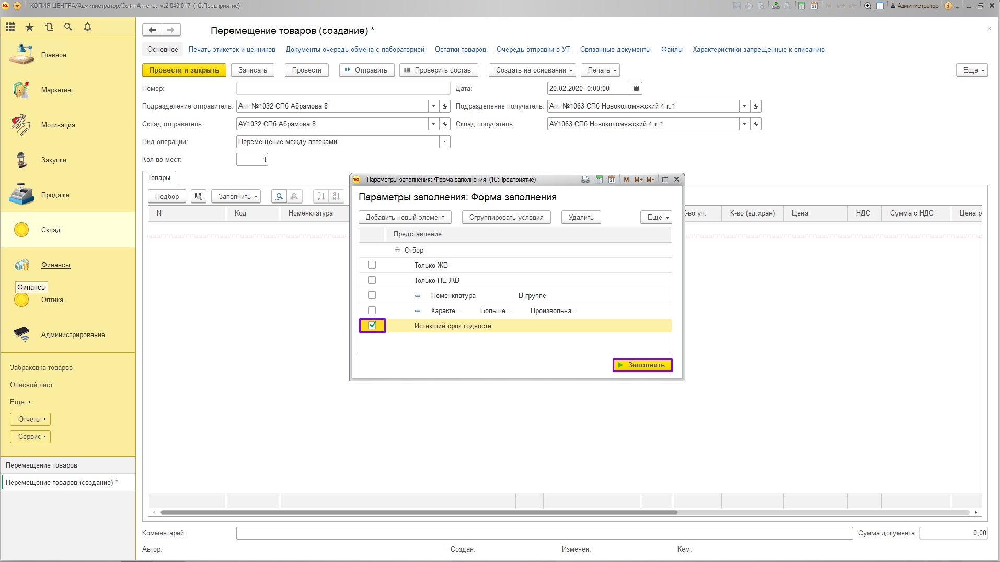 КОПИЯ ЦЕНТРА/Администратор/Софт-Аптека:, v.2.043.017 (1С:Предприятие)
M M+ M- Администратор
Перемещение товаров (создание) *
Основное Печать этикеток и ценников Документы очередь обмена с лабораторией Остатки товаров Очередь отправки в УТ Связанные документы Файлы Характеристики запрещенные к списанию
Провести и закрыть Записать Провести Отправить Проверить состав Создать на основании Печать Еще
Номер: Дата: 20.02.2020 0:00:00
Подразделение отправитель: Апт №1032 СПб Абрамова 8 Подразделение получатель: Апт №1063 СПб Новоколомяжский 4 к.1
Склад отправитель: АУ1032 СПб Абрамова 8 Склад получатель: АУ1063 СПб Новоколомяжский 4 к.1
Вид операции: Перемещение между аптеками
Кол-во мест: 1
Товары
Подбор Заполнить
N Код Номенклатура -во уп. К-во (ед.хран) Цена НДС Сумма с НДС Цена р
Параметры заполнения: Форма заполнения (1С:Предприятие)
31 M M+ M-
Параметры заполнения: Форма заполнения
Добавить новый элемент Сгруппировать условия Удалить Еще
Представление
Отбор
Только ЖВ
Только НЕ ЖВ
Номенклатура В группе
Характе... Больше... Произвольна...
Истекший срок годности
Заполнить
Главное
Маркетинг
Мотивация
Закупки
Продажи
Склад
Финансы
Финансы
Оптика
Администрирование
Забраковка товаров
Описной лист
Еще
Отчеты
Сервис
Перемещение товаров
Перемещение товаров (создание) *
Комментарий: Сумма документа: 0,00
Автор: Создан: Изменен: Кем: